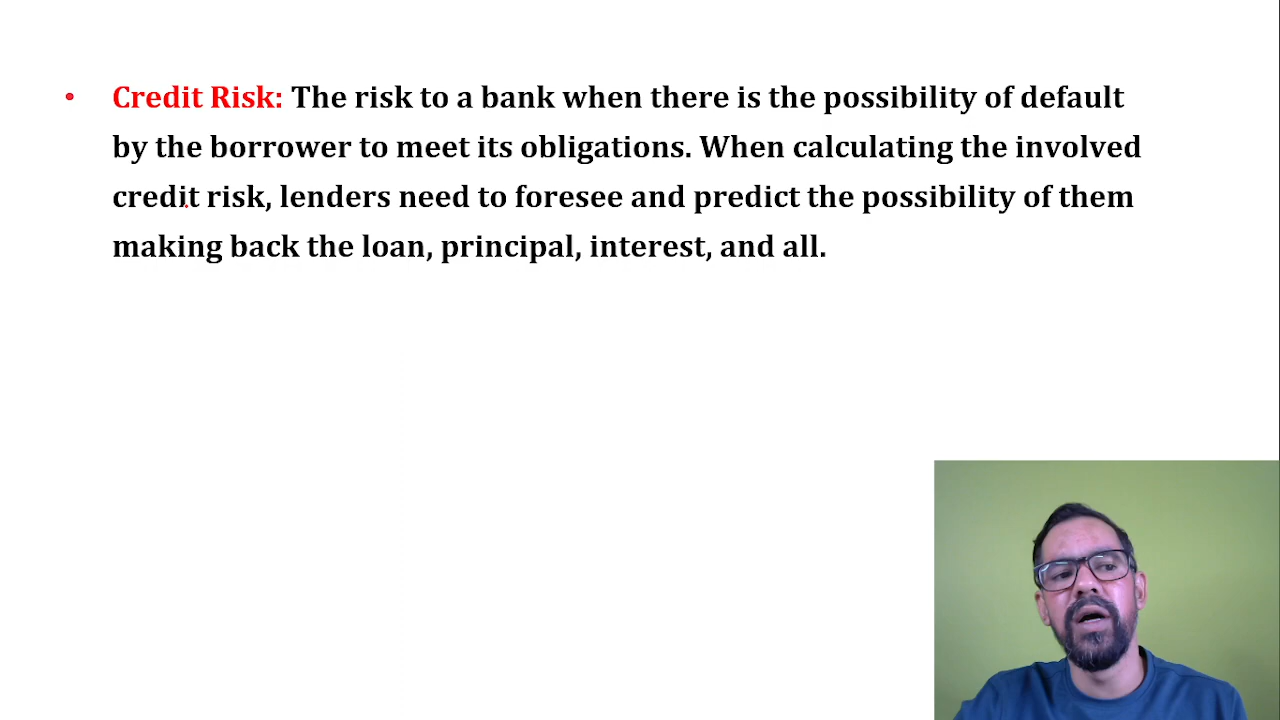 • Credit Risk: The risk to a bank when there is the possibility of default
by the borrower to meet its obligations. When calculating the involved
credit risk, lenders need to foresee and predict the possibility of them
making back the loan, principal, interest, and all.